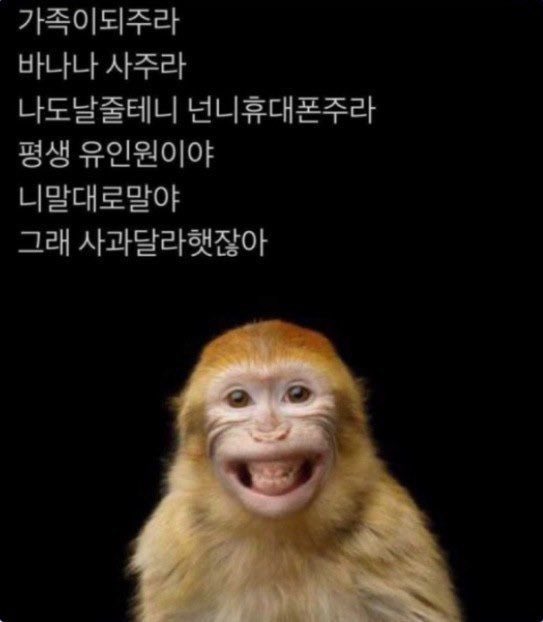 가족이되주라
바나나 사주라
나도날줄테니 넌니휴대폰주라
평생 유인원이야
니말대로말야
그래 사과달라햇잖아